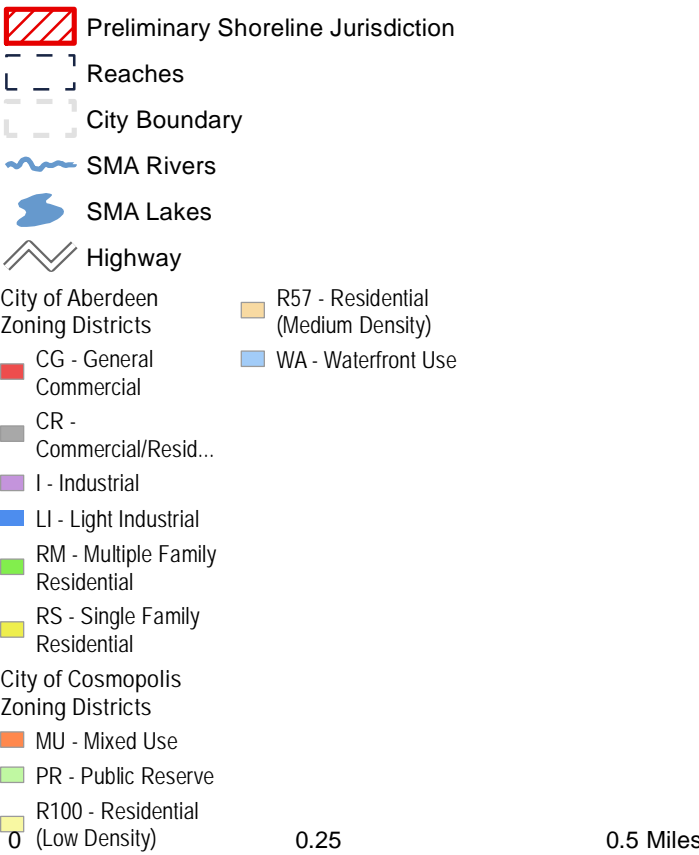 Preliminary Shoreline Jurisdiction
Reaches
City Boundary
SMA Rivers
SMA Lakes
Highway
City of Aberdeen
Zoning Districts
CG - General
Commercial
CR -
Commercial/Resid...
I - Industrial
LI - Light Industrial
RM - Multiple Family
Residential
RS - Single Family
Residential
City of Cosmopolis
Zoning Districts
MU - Mixed Use
PR - Public Reserve
R100 - Residential
(Low Density)
R57 - Residential
(Medium Density)
WA - Waterfront Use
0 0.25 0.5 Miles